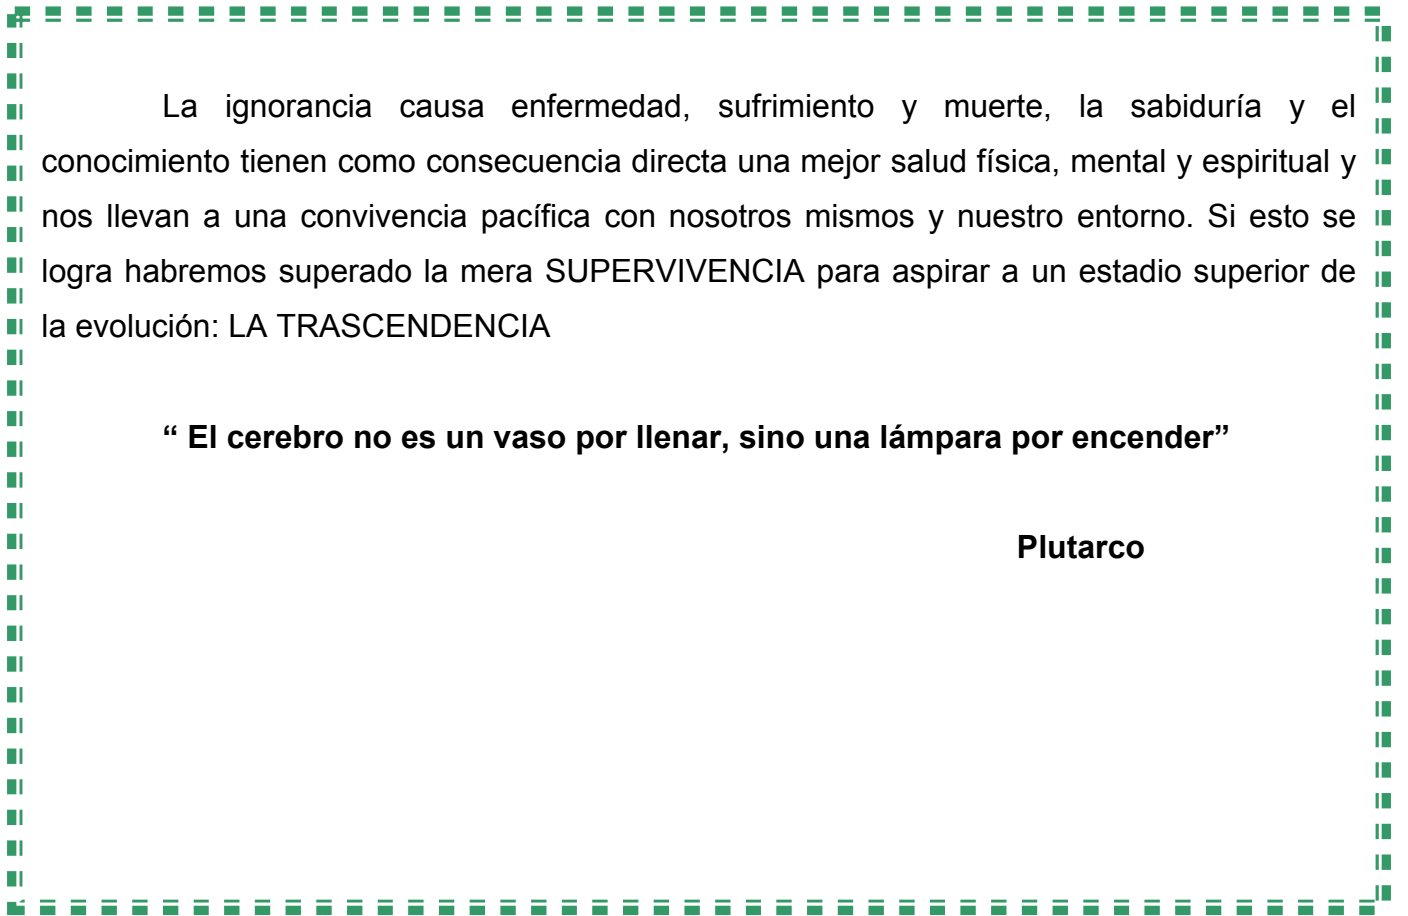 La ignorancia causa enfermedad, sufrimiento y muerte, la sabiduría y el
conocimiento tienen como consecuencia directa una mejor salud física, mental y espiritual y
nos llevan a una convivencia pacífica con nosotros mismos y nuestro entorno. Si esto se
logra habremos superado la mera SUPERVIVENCIA para aspirar a un estadio superior de
la evolución: LA TRASCENDENCIA
“ El cerebro no es un vaso por llenar, sino una lámpara por encender”
Plutarco